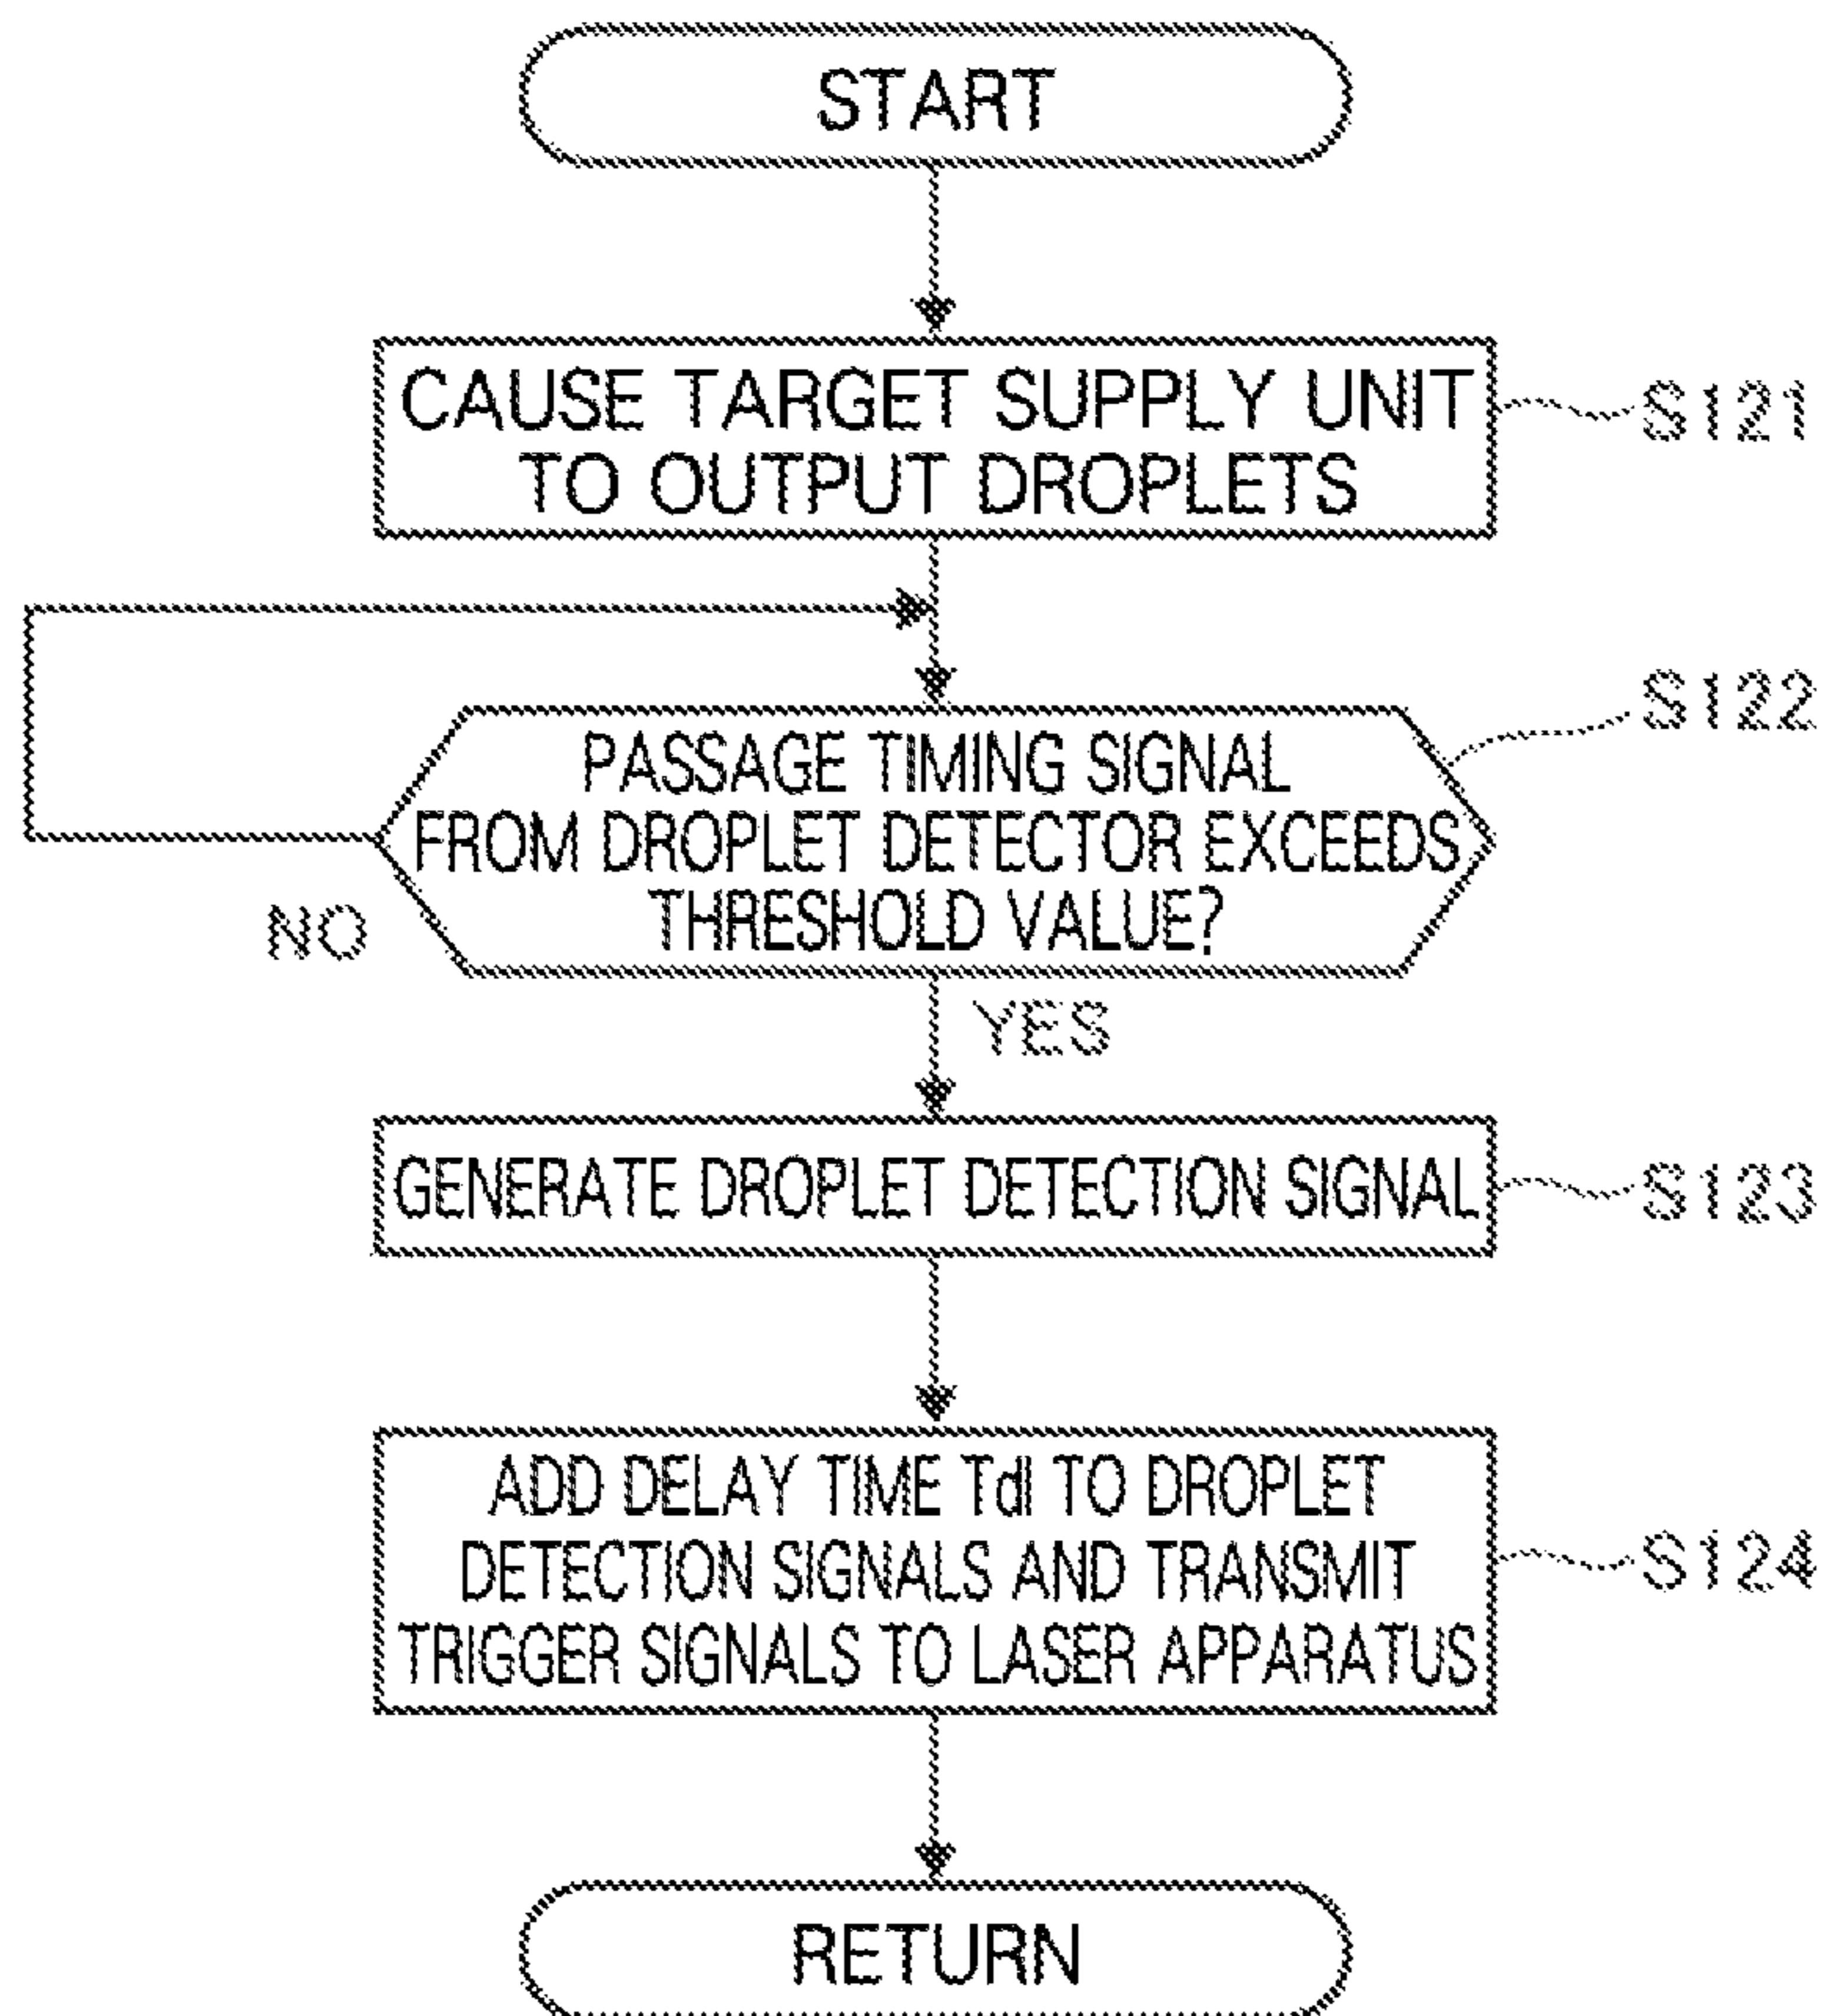 START
CAUSE TARGET SUPPLY UNIT
TO OUTPUT DROPLETS
S121
S122
PASSAGE TIMING SIGNAL
FROM DROPLET DETECTOR EXCEEDS
THRESHOLD VALUE?
NO
YES
GENERATE DROPLET DETECTION SIGNAL
S123
ADD DELAY TIME Tdl TO DROPLET
DETECTION SIGNALS AND TRANSMIT
TRIGGER SIGNALS TO LASER APPARATUS
S124
RETURN